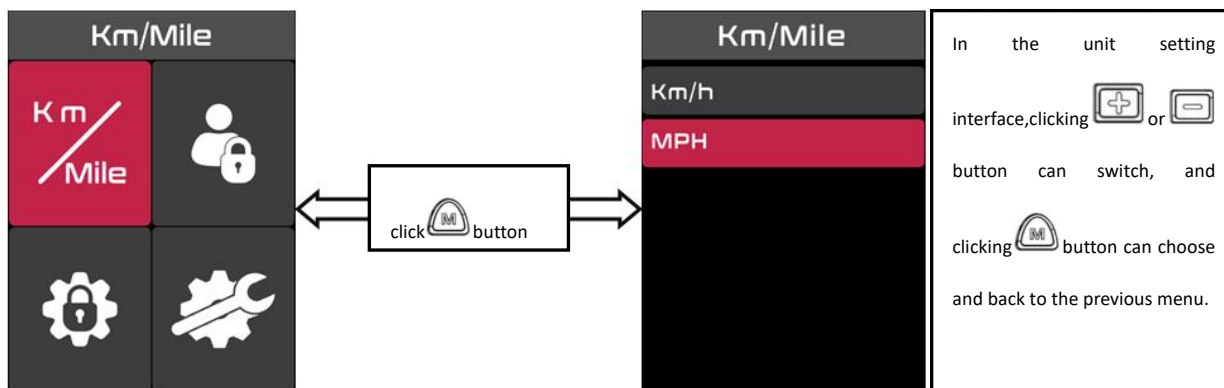 Km/Mile
Km
Mile
click M button
Km/Mile
Km/h
MPH
In the unit setting
interface,clicking + or -
button can switch, and
clicking M button can choose
and back to the previous menu.